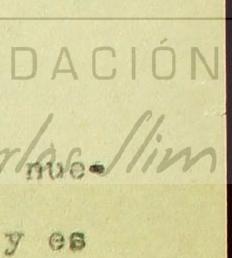 DACIÓN
rlos Slim
nue-
y es